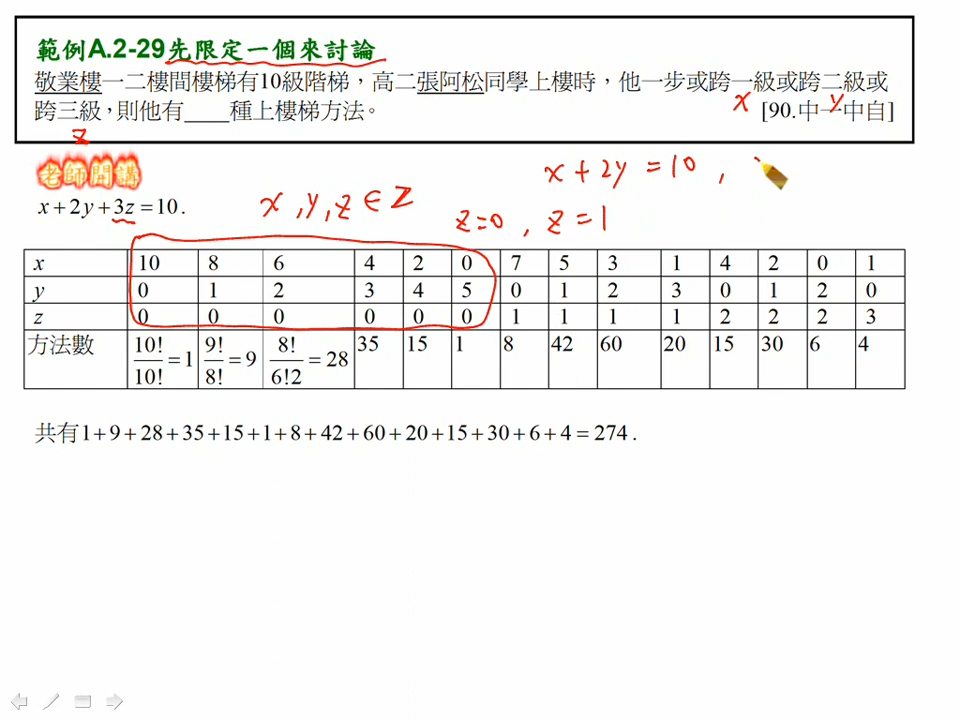 範例A.2-29先限定一個來討論
敬業樓一二樓間樓梯有10級階梯，高二張阿松同學上樓時，他一步或跨一級或跨二級或
跨三級，則他有____種上樓梯方法。 [90.中一中自]
x y
z
老師開講
x+2y=10 ,
x+2y+3z=10.
x , y , z ∈ Z
z=0 , z=1
x 10 8 6 4 2 0 7 5 3 1 4 2 0 1
y 0 1 2 3 4 5 0 1 2 3 0 1 2 0
z 0 0 0 0 0 0 1 1 1 1 2 2 2 3
方法數 10!/10!=1 9!/8!=9 8!/6!2=28 35 15 1 8 42 60 20 15 30 6 4
共有1+9+28+35+15+1+8+42+60+20+15+30+6+4=274.